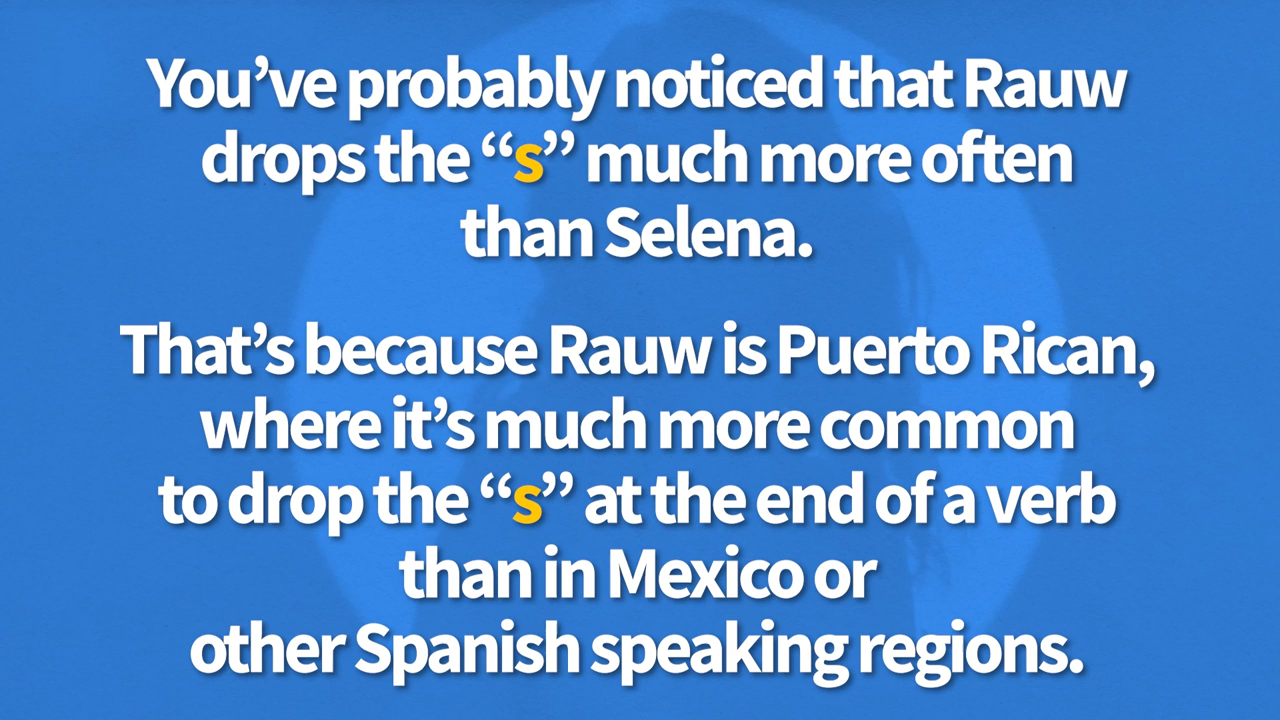 You’ve probably noticed that Rauw
drops the “s” much more often
than Selena.
That’s because Rauw is Puerto Rican,
where it’s much more common
to drop the “s” at the end of a verb
than in Mexico or
other Spanish speaking regions.